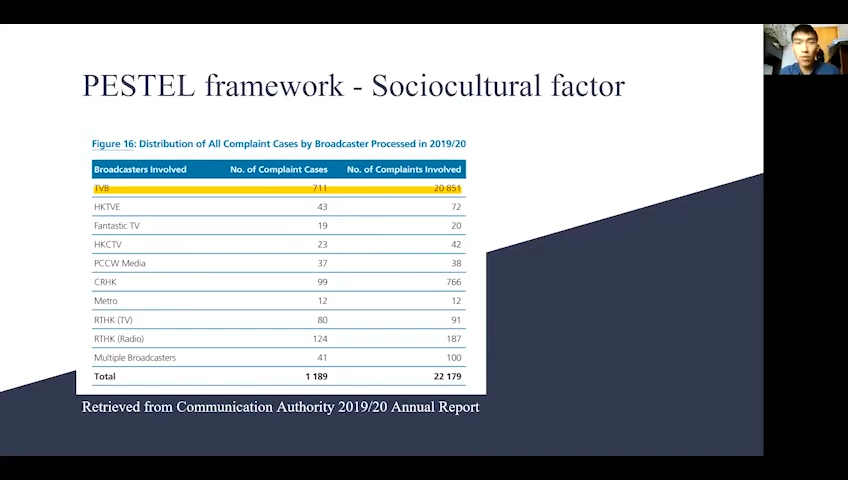 PESTEL framework - Sociocultural factor
Figure 16: Distribution of All Complaint Cases by Broadcaster Processed in 2019/20
Broadcasters Involved No. of Complaint Cases No. of Complaints Involved
TVB 711 20 851
HKTVE 43 72
Fantastic TV 19 20
HKCTV 23 42
PCCW Media 37 38
CRHK 99 766
Metro 12 12
RTHK (TV) 80 91
RTHK (Radio) 124 187
Multiple Broadcasters 41 100
Total 1 189 22 179
Retrieved from Communication Authority 2019/20 Annual Report